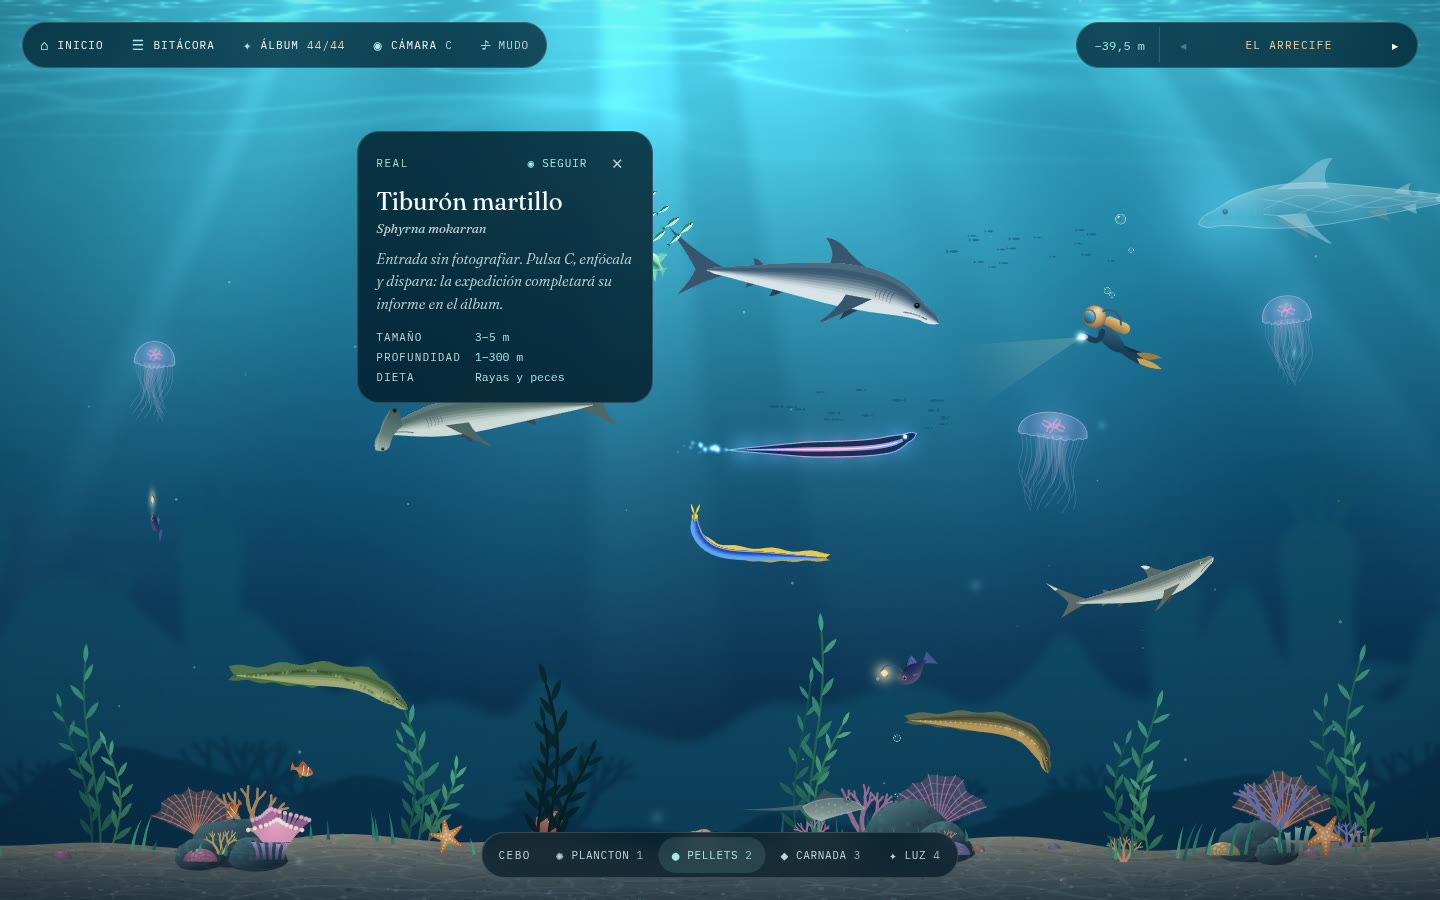 INICIO BITÁCORA ÁLBUM 44/44 CÁMARA C MUDO
−39,5 m EL ARRECIFE
REAL SEGUIR ×
Tiburón martillo
Sphyrna mokarran
Entrada sin fotografiar. Pulsa C, enfócala
y dispara: la expedición completará su
informe en el álbum.
TAMAÑO 3–5 m
PROFUNDIDAD 1–300 m
DIETA Rayas y peces
CEBO PLANCTON 1 PELLETS 2 CARNADA 3 LUZ 4